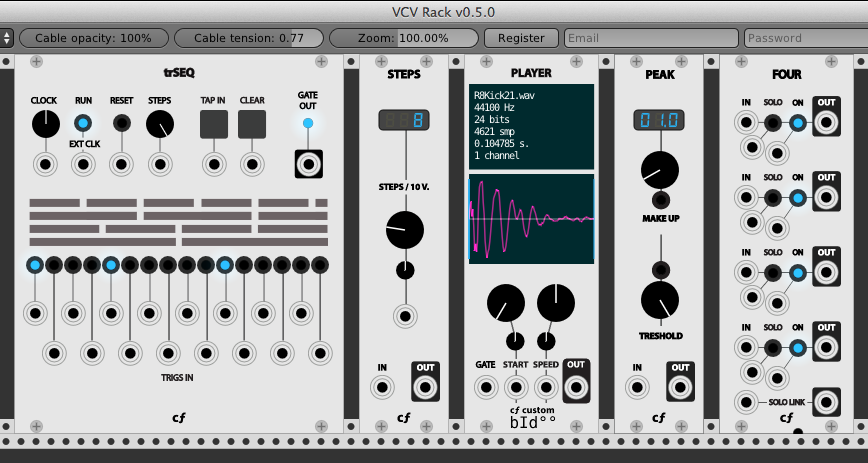 VCV Rack v0.5.0
Cable opacity: 100%
Cable tension: 0.77
Zoom: 100.00%
Register
Email
Password
trSEQ
CLOCK
RUN
RESET
STEPS
TAP IN
CLEAR
GATE
OUT
EXT CLK
TRIGS IN
cf
STEPS
8
STEPS / 10 V.
IN
OUT
cf
PLAYER
R8Kick21.wav
44100 Hz
24 bits
4621 smp
0.104785 s.
1 channel
GATE
START
SPEED
OUT
cf custom
bId°°
PEAK
01.0
MAKE UP
TRESHOLD
IN
OUT
cf
FOUR
IN
SOLO
ON
OUT
IN
SOLO
ON
OUT
IN
SOLO
ON
OUT
IN
SOLO
ON
OUT
SOLO LINK
cf